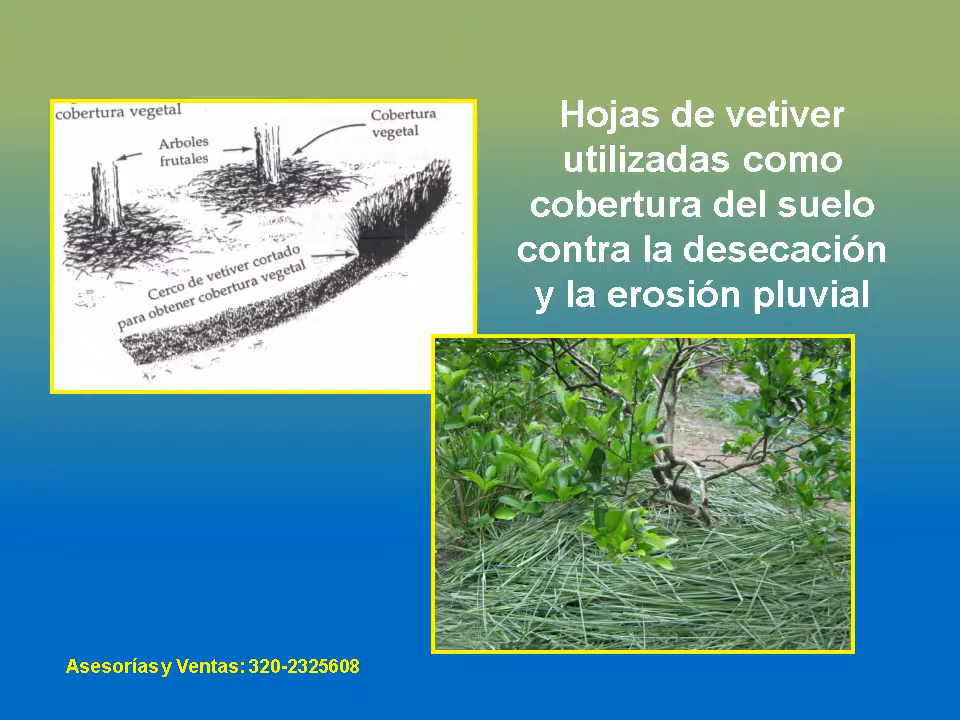 cobertura vegetal
Arboles
frutales
Cobertura
vegetal
Cerco de vetiver cortado
para obtener cobertura vegetal
Hojas de vetiver
utilizadas como
cobertura del suelo
contra la desecación
y la erosión pluvial
Asesorías y Ventas: 320-2325608